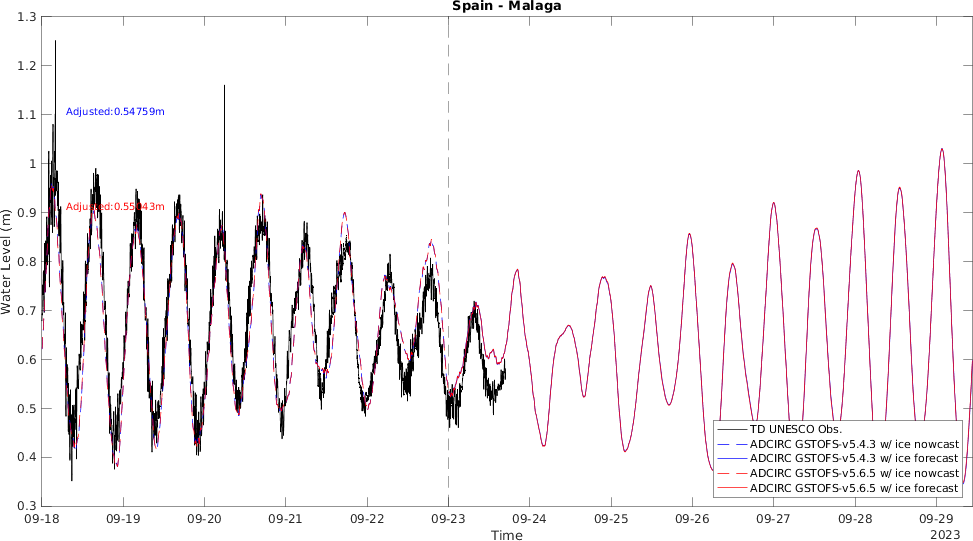 Spain - Malaga
1.3
1.2
1.1
1
0.9
0.8
0.7
0.6
0.5
0.4
0.3
Water Level (m)
Adjusted:0.54759m
TD UNESCO Obs.
ADCIRC GSTOFS-v5.4.3 w/ ice nowcast
ADCIRC GSTOFS-v5.4.3 w/ ice forecast
ADCIRC GSTOFS-v5.6.5 w/ ice nowcast
ADCIRC GSTOFS-v5.6.5 w/ ice forecast
09-18 09-19 09-20 09-21 09-22 09-23 09-24 09-25 09-26 09-27 09-28 09-29
2023
Time